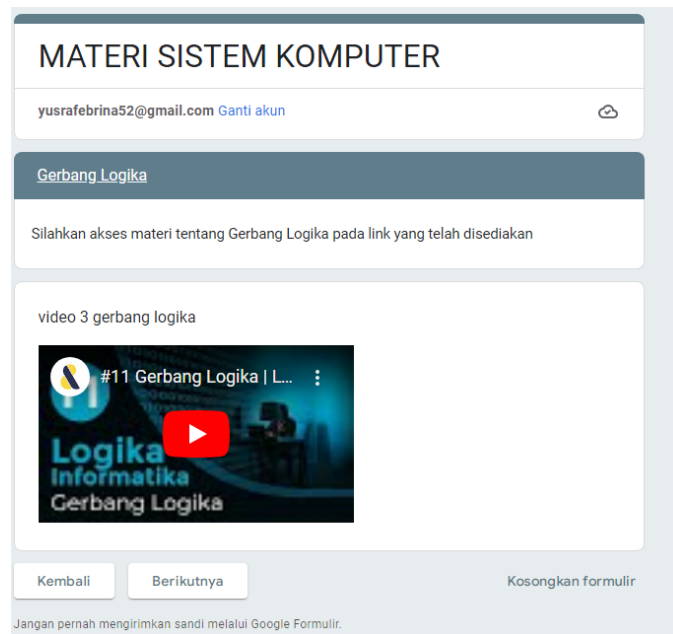 MATERI SISTEM KOMPUTER
yusrafebrina52@gmail.com Ganti akun
Gerbang Logika
Silahkan akses materi tentang Gerbang Logika pada link yang telah disediakan
video 3 gerbang logika
#11 Gerbang Logika | L...
Logika
Informatika
Gerbang Logika
Kembali
Berikutnya
Kosongkan formulir
Jangan pernah mengirimkan sandi melalui Google Formulir.